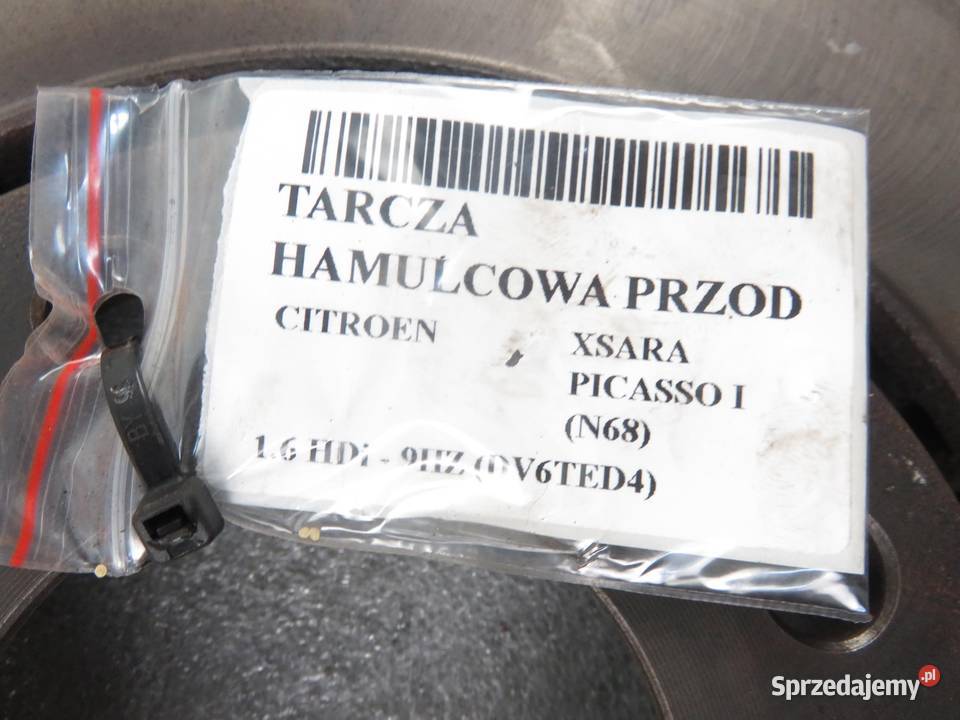 TARCZA
HAMULCOWA PRZOD
CITROEN
XSARA
PICASSO I
(N68)
1.6 HDi - 9HZ (DV6TED4)
Sprzedajemy.pl